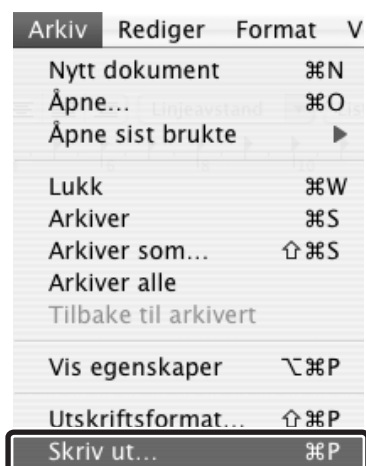 Arkiv Rediger Format V
Nytt dokument ⌘N
Åpne... ⌘O
Åpne sist brukte ▶
Lukk ⌘W
Arkiver ⌘S
Arkiver som... ⇧⌘S
Arkiver alle
Tilbake til arkivert
Vis egenskaper ⌥⌘P
Utskriftsformat... ⇧⌘P
Skriv ut... ⌘P